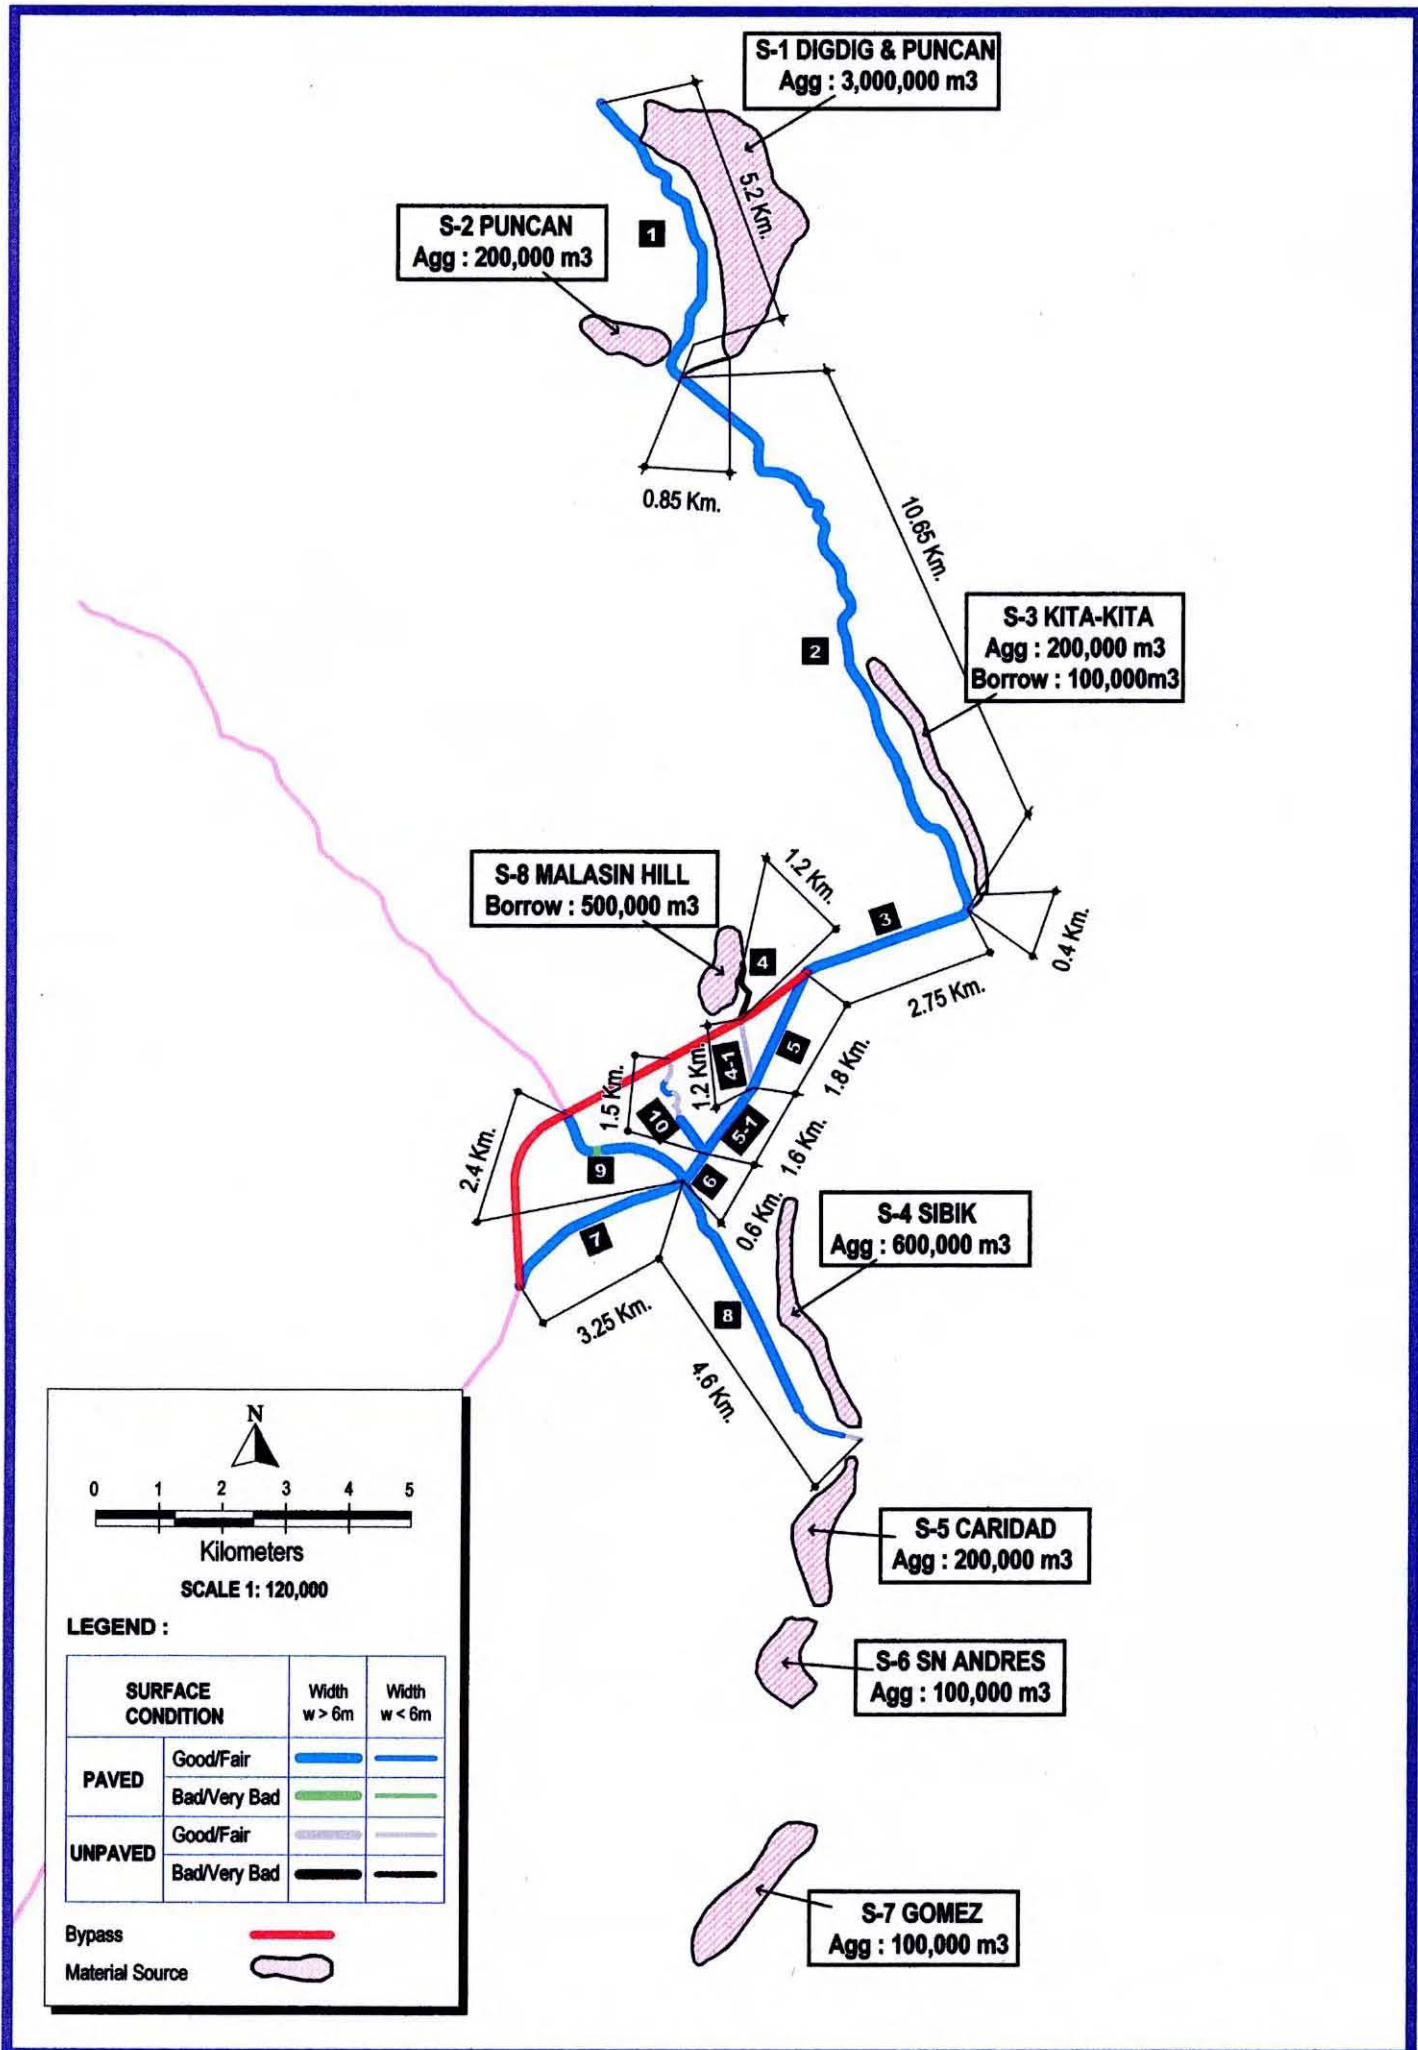 S-1 DIGDIG & PUNCAN
Agg : 3,000,000 m3
5.2 Km.
S-2 PUNCAN
Agg : 200,000 m3
1
0.85 Km.
10.65 Km.
S-3 KITA-KITA
Agg : 200,000 m3
Borrow : 100,000m3
2
S-8 MALASIN HILL
Borrow : 500,000 m3
1.2 Km.
3
0.4 Km.
4
2.75 Km.
5
1.8 Km.
4-1
1.2 Km.
1.5 Km.
10
5-1
1.6 Km.
2.4 Km.
9
6
0.6 Km.
7
S-4 SIBIK
Agg : 600,000 m3
3.25 Km.
8
4.6 Km.
S-5 CARIDAD
Agg : 200,000 m3
S-6 SN ANDRES
Agg : 100,000 m3
S-7 GOMEZ
Agg : 100,000 m3
N
0 1 2 3 4 5
Kilometers
SCALE 1: 120,000
LEGEND :
SURFACE CONDITION
Width w > 6m
Width w < 6m
PAVED
Good/Fair
Bad/Very Bad
UNPAVED
Good/Fair
Bad/Very Bad
Bypass
Material Source